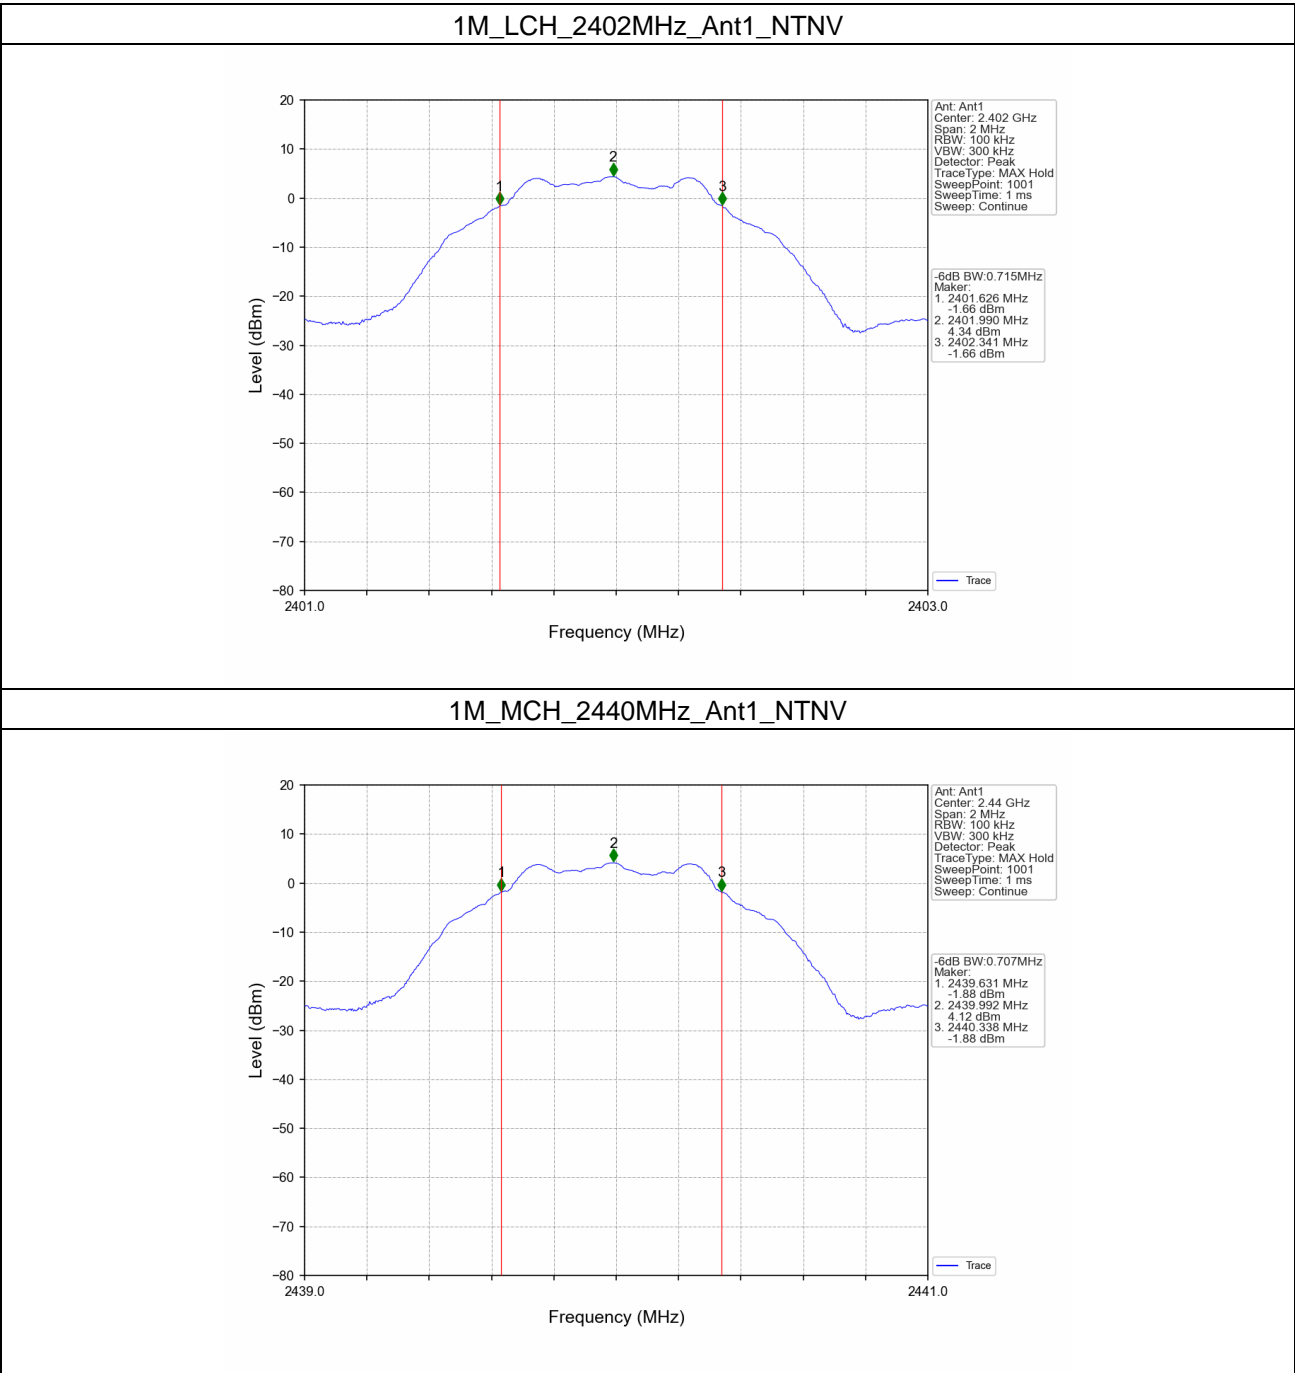 1M_LCH_2402MHz_Ant1_NTNV
20
10
0
−10
−20
−30
−40
−50
−60
−70
−80
Level (dBm)
1
2
3
2401.0
2403.0
Frequency (MHz)
Ant: Ant1
Center: 2.402 GHz
Span: 2 MHz
RBW: 100 kHz
VBW: 300 kHz
Detector: Peak
TraceType: MAX Hold
SweepPoint: 1001
SweepTime: 1 ms
Sweep: Continue
-6dB BW:0.715MHz
Maker:
1. 2401.626 MHz
-1.66 dBm
2. 2401.990 MHz
4.34 dBm
3. 2402.341 MHz
-1.66 dBm
Trace
1M_MCH_2440MHz_Ant1_NTNV
20
10
0
−10
−20
−30
−40
−50
−60
−70
−80
Level (dBm)
1
2
3
2439.0
2441.0
Frequency (MHz)
Ant: Ant1
Center: 2.44 GHz
Span: 2 MHz
RBW: 100 kHz
VBW: 300 kHz
Detector: Peak
TraceType: MAX Hold
SweepPoint: 1001
SweepTime: 1 ms
Sweep: Continue
-6dB BW:0.707MHz
Maker:
1. 2439.631 MHz
-1.88 dBm
2. 2439.992 MHz
4.12 dBm
3. 2440.338 MHz
-1.88 dBm
Trace